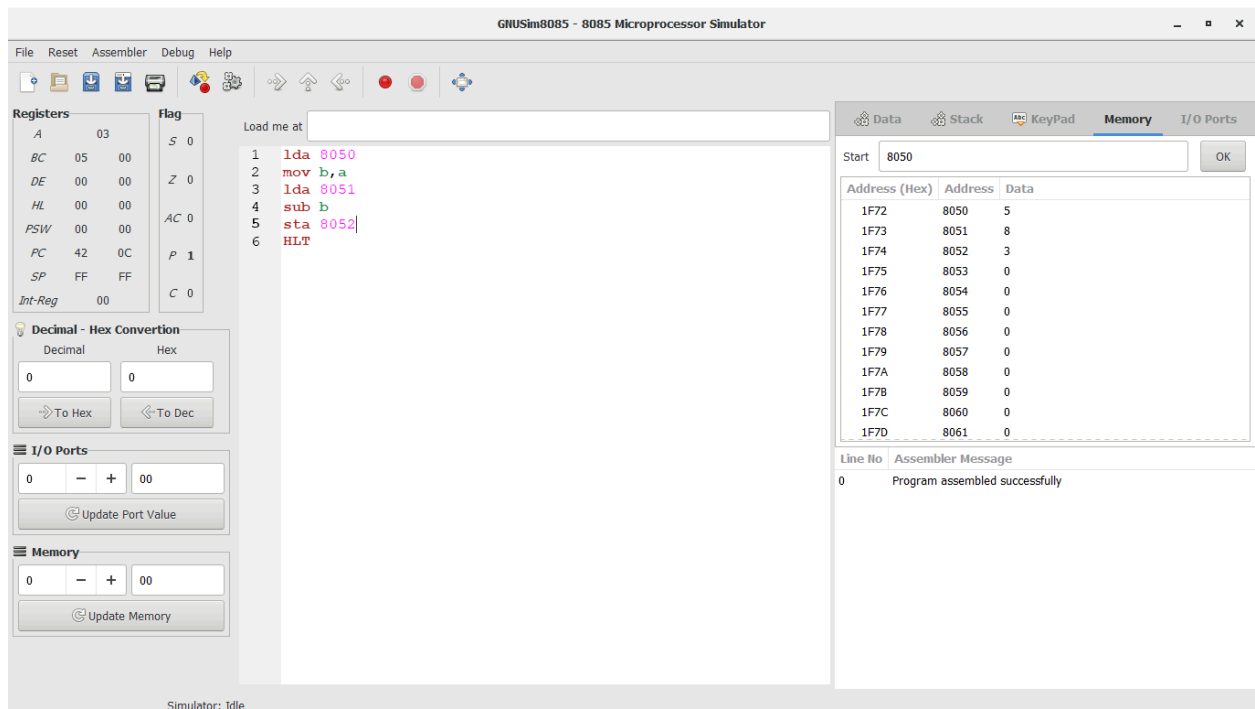 GNUSim8085 - 8085 Microprocessor Simulator
File Reset Assembler Debug Help
Registers
A 03
BC 05 00
DE 00 00
HL 00 00
PSW 00 00
PC 42 0C
SP FF FF
Int-Reg 00
Flag
S 0
Z 0
AC 0
P 1
C 0
Decimal - Hex Convertion
Decimal Hex
0 0
To Hex To Dec
I/O Ports
0 − + 00
Update Port Value
Memory
0 − + 00
Update Memory
Load me at
1 lda 8050
2 mov b,a
3 lda 8051
4 sub b
5 sta 8052
6 HLT
Data Stack Abc KeyPad Memory I/O Ports
Start 8050 OK
Address (Hex) Address Data
1F72 8050 5
1F73 8051 8
1F74 8052 3
1F75 8053 0
1F76 8054 0
1F77 8055 0
1F78 8056 0
1F79 8057 0
1F7A 8058 0
1F7B 8059 0
1F7C 8060 0
1F7D 8061 0
Line No Assembler Message
0 Program assembled successfully
Simulator: Idle